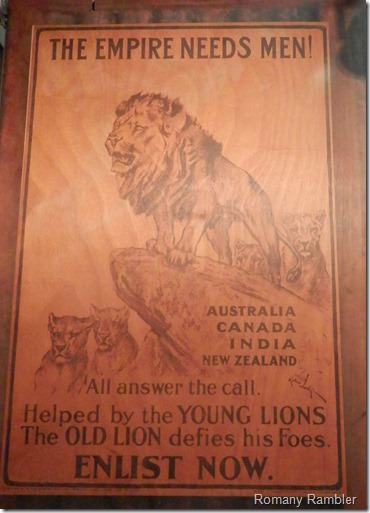 THE EMPIRE NEEDS MEN!
AUSTRALIA
CANADA
INDIA
NEW ZEALAND
All answer the call.
Helped by the YOUNG LIONS
The OLD LION defies his Foes.
ENLIST NOW.
Romany Rambler